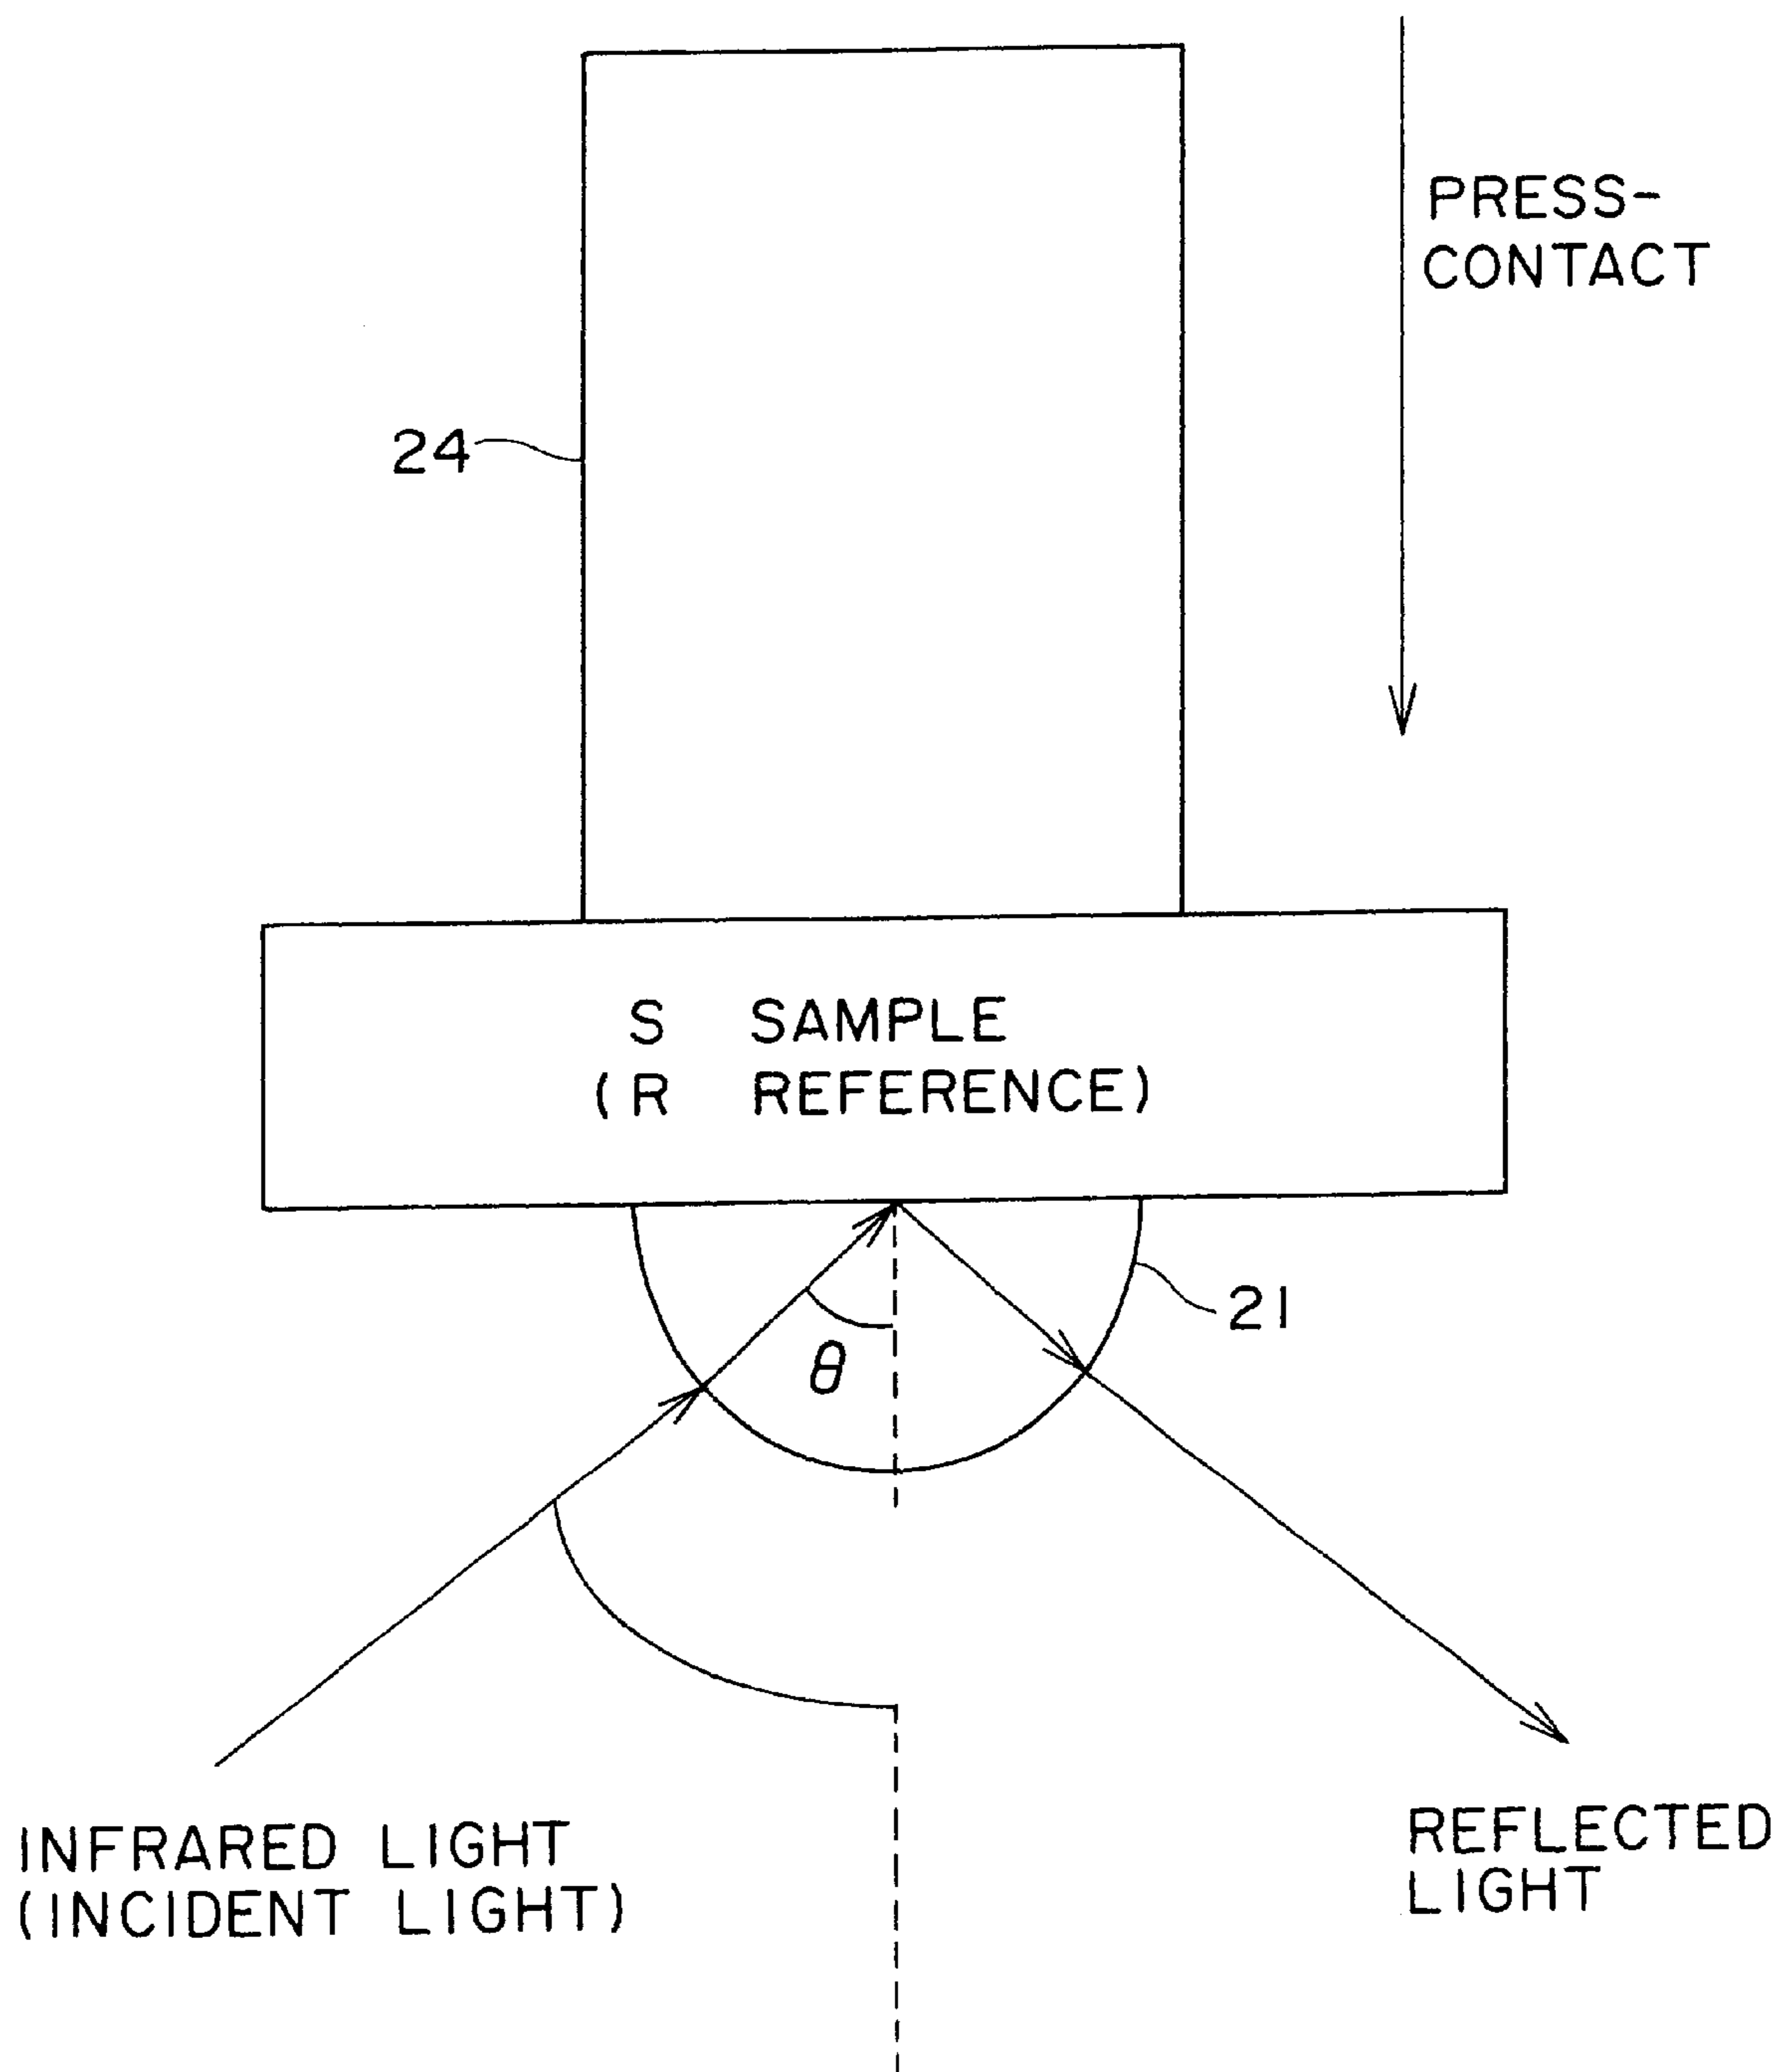 PRESS-
CONTACT
24
S SAMPLE
(R REFERENCE)
21
θ
INFRARED LIGHT
(INCIDENT LIGHT)
REFLECTED
LIGHT